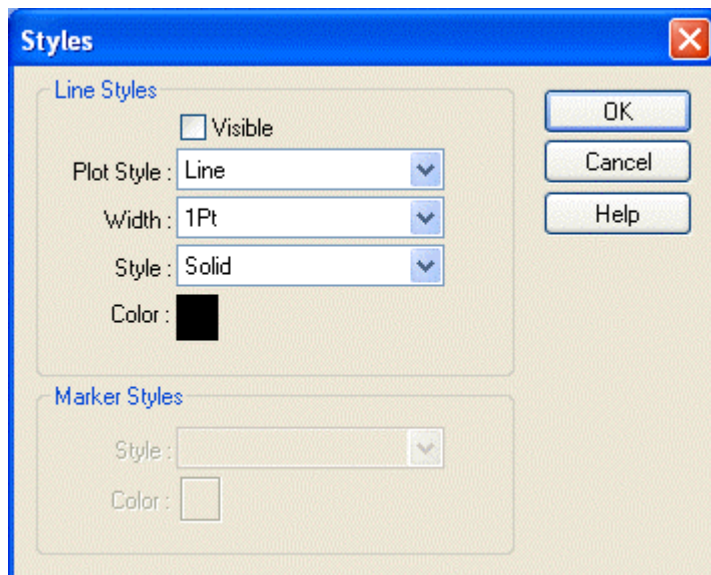 Styles
Line Styles
Visible
Plot Style : Line
Width : 1Pt
Style : Solid
Color :
Marker Styles
Style :
Color :
OK
Cancel
Help